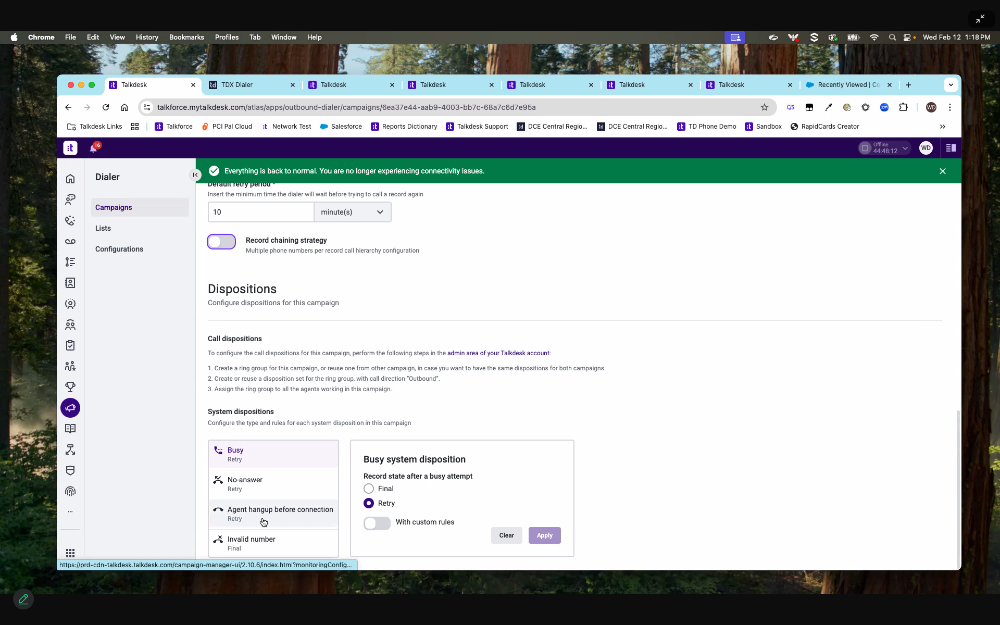 Chrome File Edit View History Bookmarks Profiles Tab Window Help Wed Feb 12 1:18 PM
Talkdesk TDX Dialer Talkdesk Talkdesk Talkdesk Talkdesk Talkdesk Recently Viewed | Co
talkforce.mytalkdesk.com/atlas/apps/outbound-dialer/campaigns/6ea37e44-aab9-4003-bb7c-68a7c6d7e95a C/S zm WD
Talkdesk Links Talkforce PCI Pal Cloud Network Test Salesforce Reports Dictionary Talkdesk Support DCE Central Regio... DCE Central Regio... TD Phone Demo Sandbox RapidCards Creator
16
Offline
44:48:12
WD
Dialer
Campaigns
Lists
Configurations
Everything is back to normal. You are no longer experiencing connectivity issues.
Default retry period *
Insert the minimum time the dialer will wait before trying to call a record again
10 minute(s)
Record chaining strategy
Multiple phone numbers per record call hierarchy configuration
Dispositions
Configure dispositions for this campaign
Call dispositions
To configure the call dispositions for this campaign, perform the following steps in the admin area of your Talkdesk account:
1. Create a ring group for this campaign, or reuse one from other campaign, in case you want to have the same dispositions for both campaigns.
2. Create or reuse a disposition set for the ring group, with call direction “Outbound”.
3. Assign the ring group to all the agents working in this campaign.
System dispositions
Configure the type and rules for each system disposition in this campaign
Busy
Retry
No-answer
Retry
Agent hangup before connection
Retry
Invalid number
Final
Busy system disposition
Record state after a busy attempt
Final
Retry
With custom rules
Clear Apply
https://prd-cdn-talkdesk.talkdesk.com/campaign-manager-ui/2.10.6/index.html?monitoringConfig...